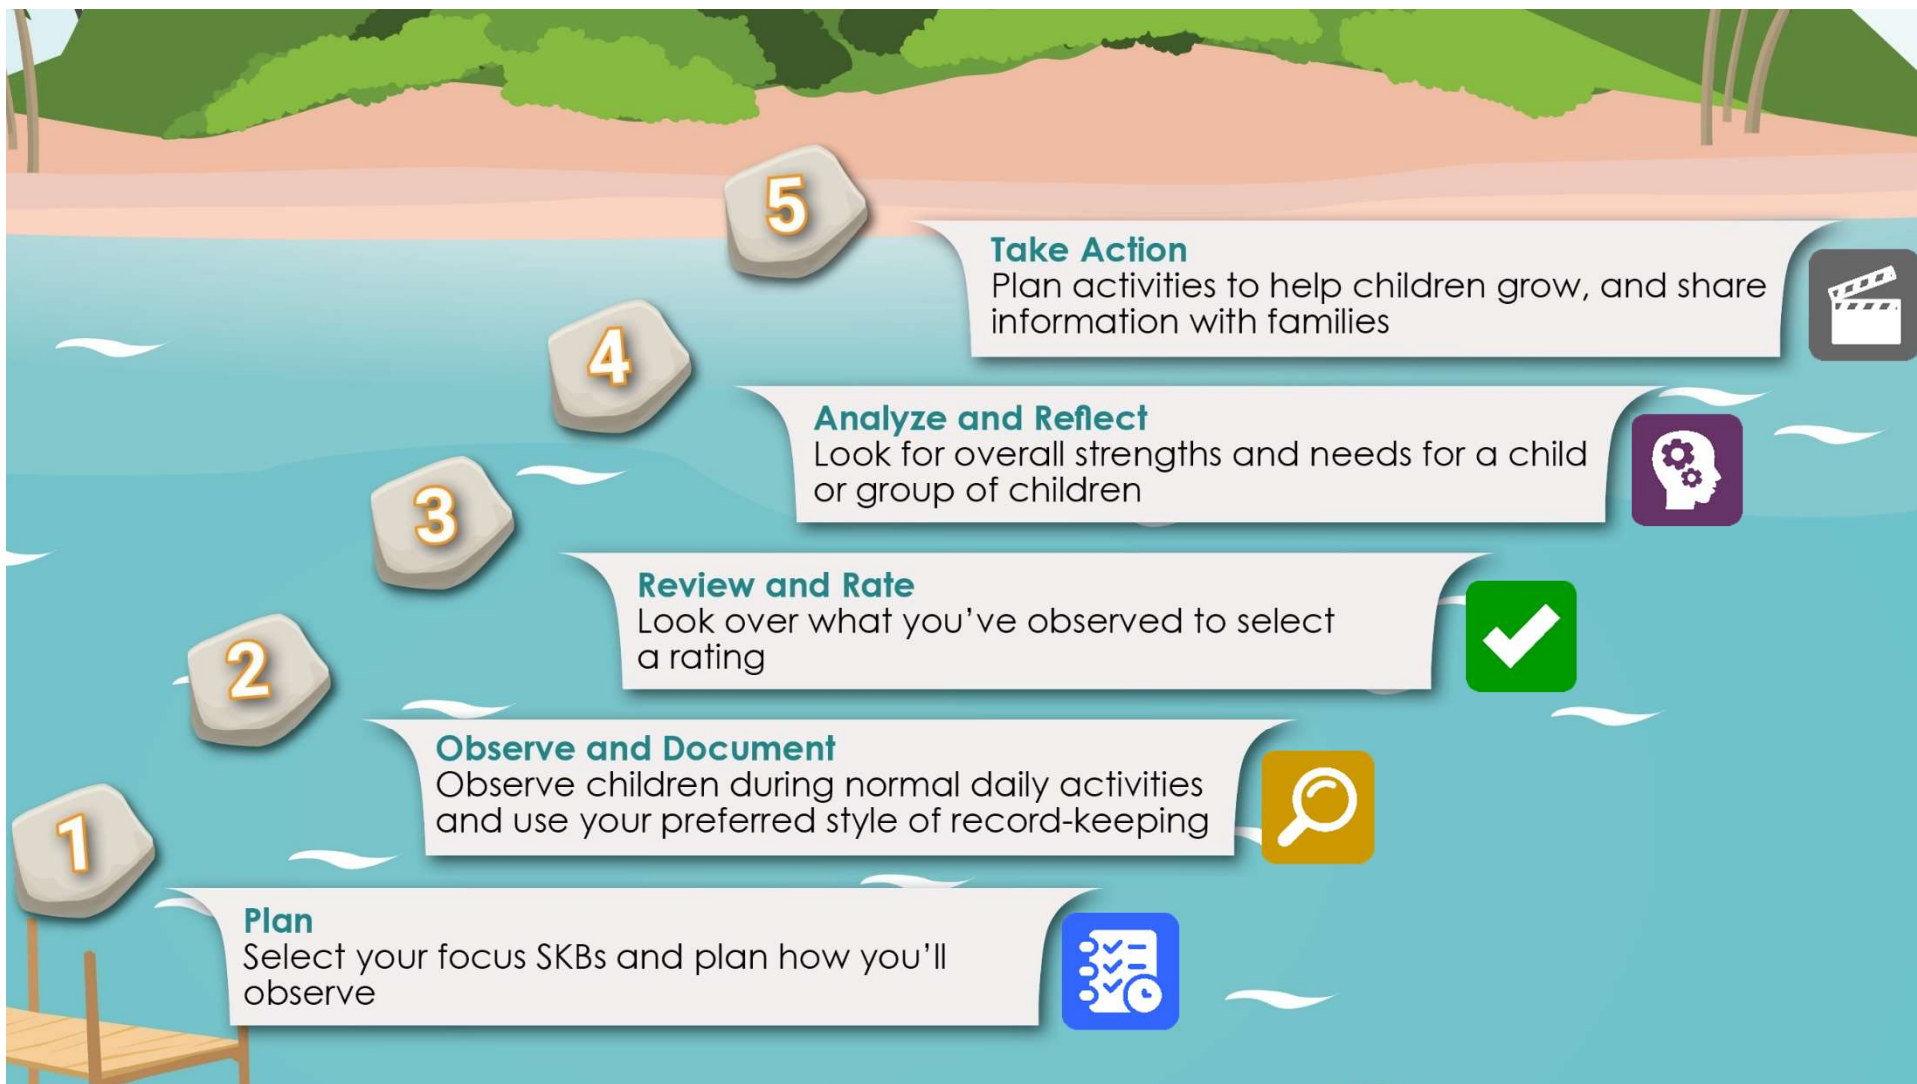 5
Take Action
Plan activities to help children grow, and share
information with families
4
Analyze and Reflect
Look for overall strengths and needs for a child
or group of children
3
Review and Rate
Look over what you've observed to select
a rating
2
Observe and Document
Observe children during normal daily activities
and use your preferred style of record-keeping
1
Plan
Select your focus SKBs and plan how you'll
observe